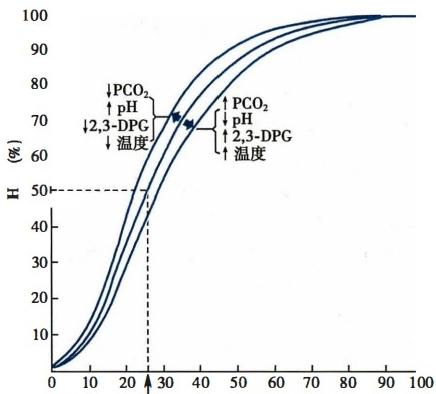 100
90
80
↓PCO₂
↑ pH
↓2,3-DPG
↓ 温度
↑ PCO₂
↓pH
↑ 2,3-DPG
↑ 温度
70
60
H (%)
50
40
30
20
10
0 10 20 30 40 50 60 70 80 90 100